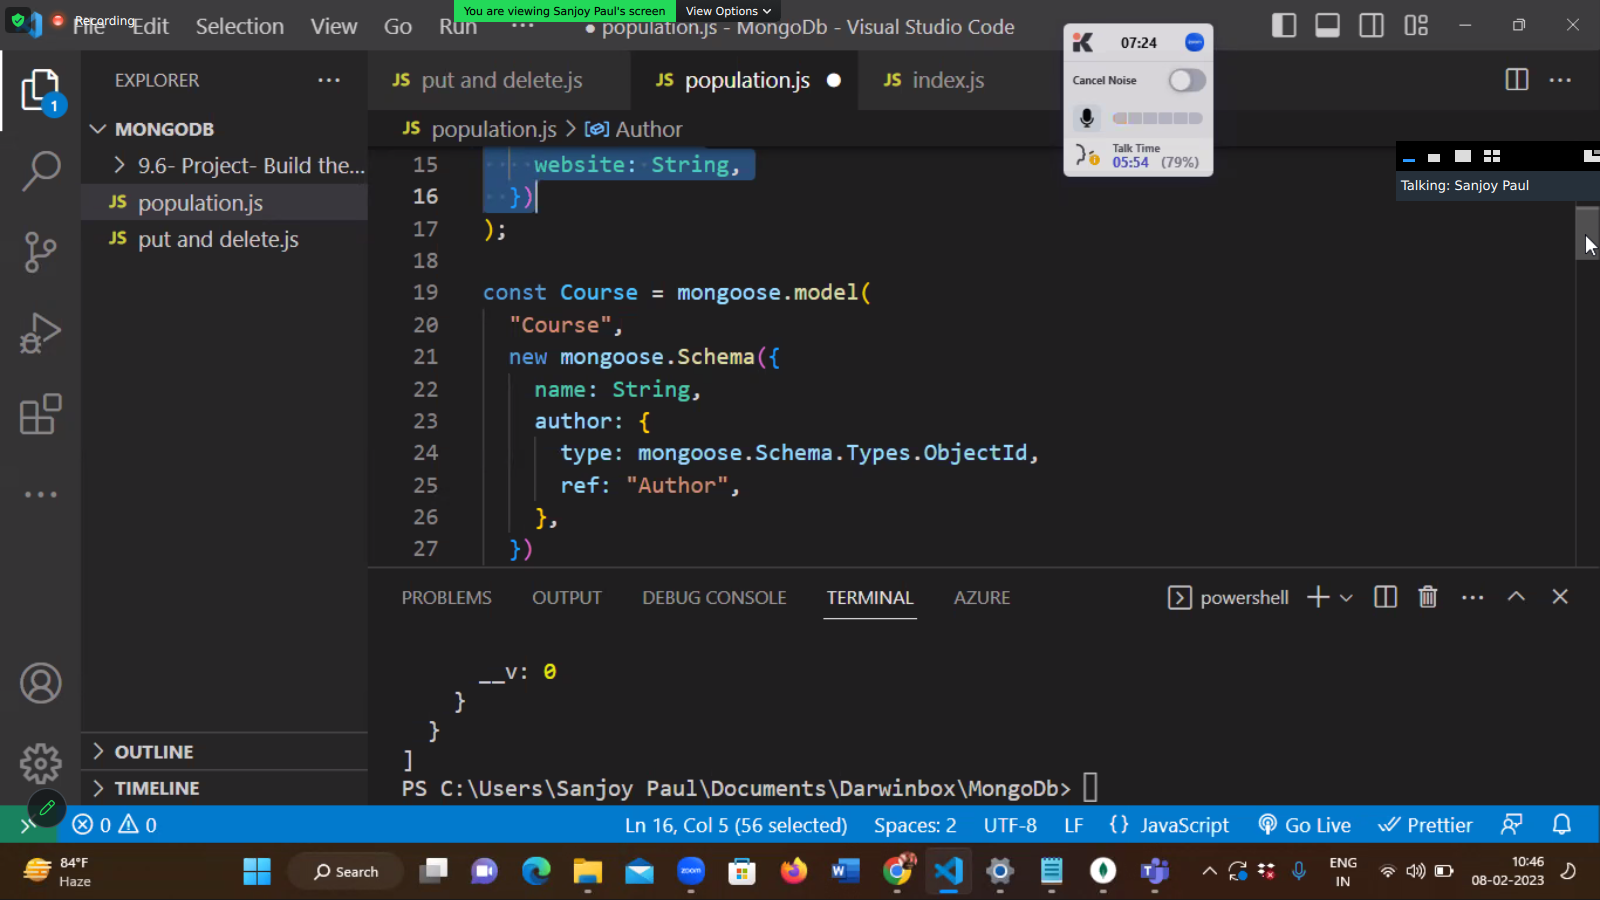 Recording
File Edit Selection View Go Run ···
You are viewing Sanjoy Paul's screen View Options
● population.js - MongoDb - Visual Studio Code
07:24
zoom
Cancel Noise
Talk Time
05:54 (79%)
Talking: Sanjoy Paul
1
EXPLORER
MONGODB
9.6- Project- Build the...
JS population.js
JS put and delete.js
OUTLINE
TIMELINE
JS put and delete.js JS population.js JS index.js
JS population.js > Author
15 website: String,
16 })
17 );
18
19 const Course = mongoose.model(
20 "Course",
21 new mongoose.Schema({
22 name: String,
23 author: {
24 type: mongoose.Schema.Types.ObjectId,
25 ref: "Author",
26 },
27 })
PROBLEMS OUTPUT DEBUG CONSOLE TERMINAL AZURE powershell
__v: 0
}
}
]
PS C:\Users\Sanjoy Paul\Documents\Darwinbox\MongoDb>
0 0 Ln 16, Col 5 (56 selected) Spaces: 2 UTF-8 LF {} JavaScript Go Live Prettier
84°F
Haze
Search
zoom
ENG
IN
10:46
08-02-2023